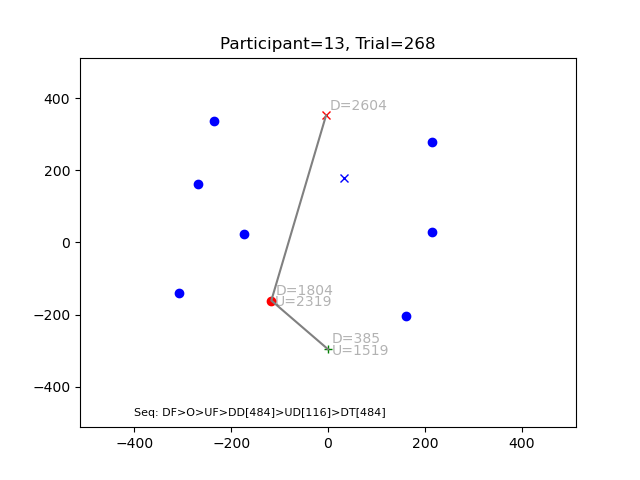 Participant=13, Trial=268
400
200
0
−200
−400
D=2604
D=1804
U=2319
D=385
U=1519
Seq: DF>O>UF>DD[484]>UD[116]>DT[484]
−400
−200
0
200
400